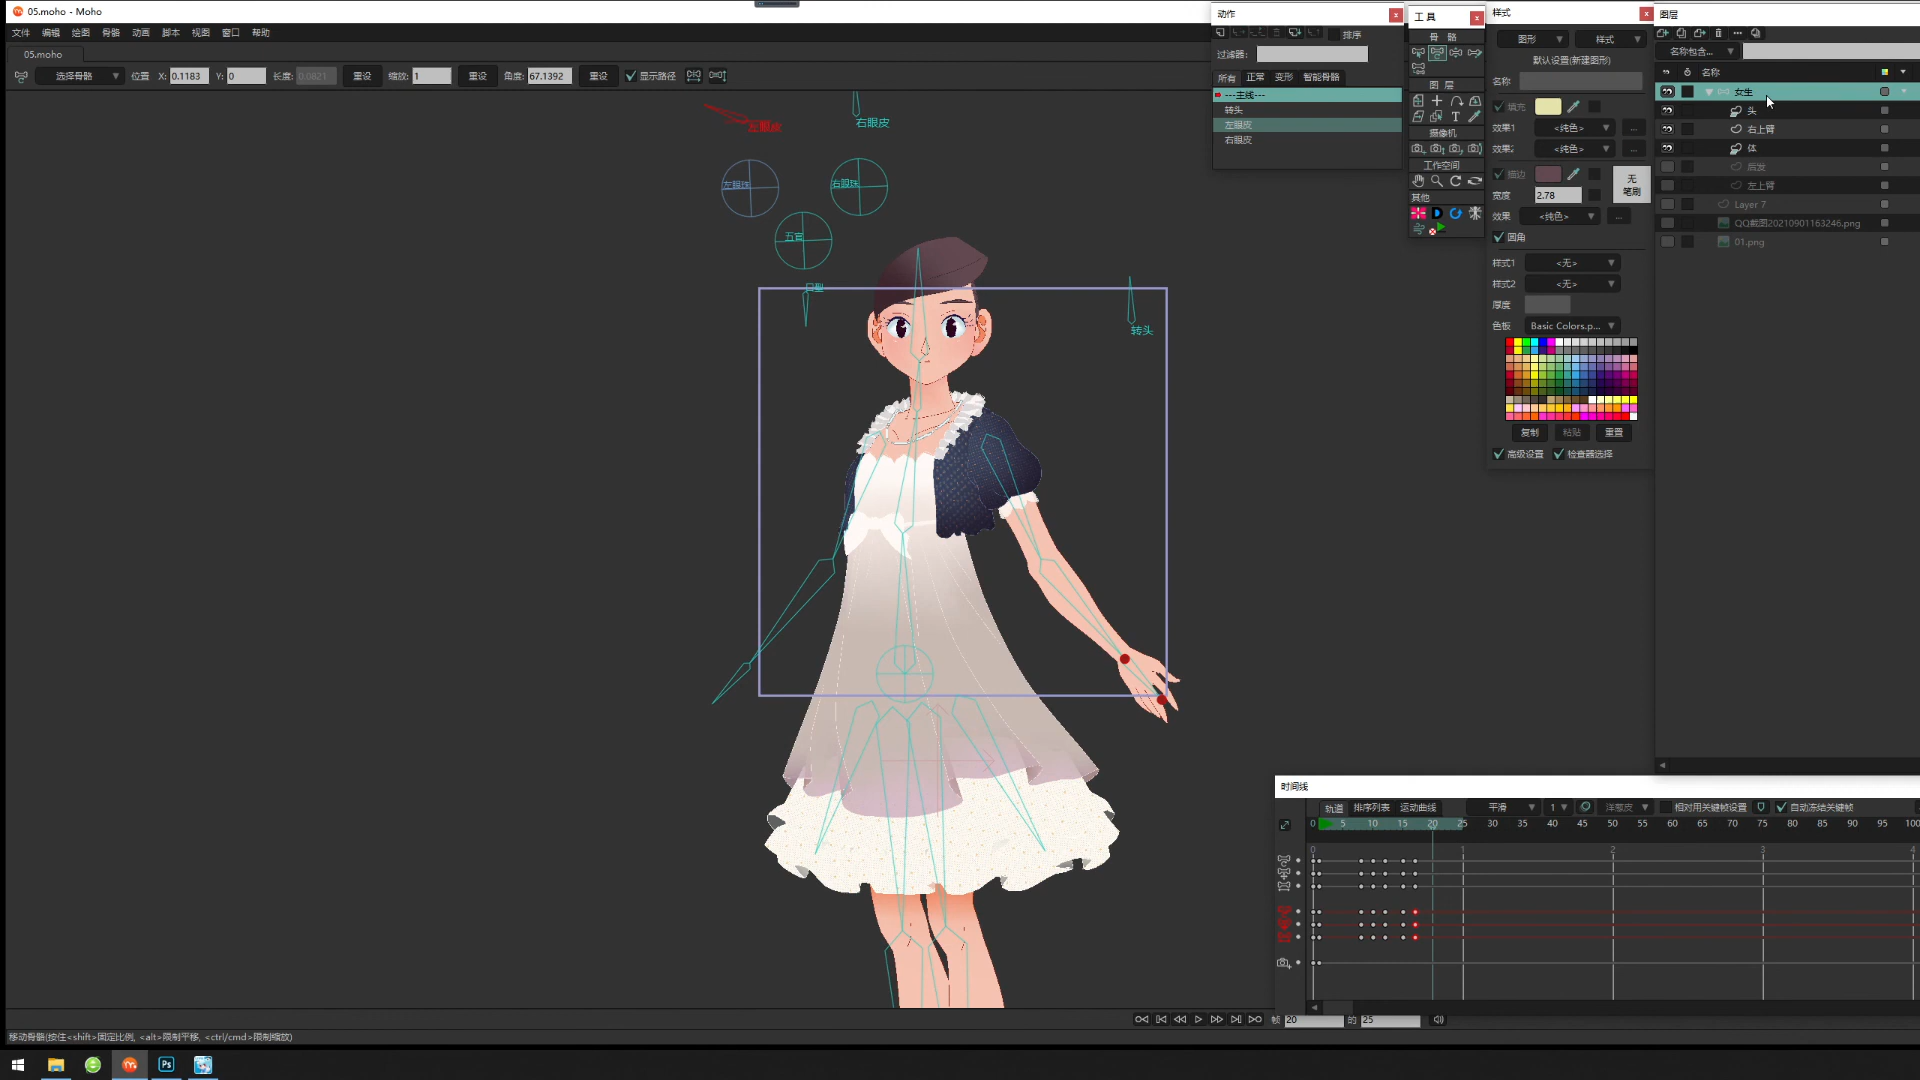 05.moho - Moho
文件 编辑 绘图 骨骼 动画 脚本 视图 窗口 帮助
05.moho
选择骨骼 位置 X: 0.1183 Y: 0 长度: 0.0821 重设 缩放: 1 重设 角度: 67.1392 重设 显示路径
左眼皮
右眼皮
左眼珠
右眼珠
五官
口型
转头
动作
排序
过滤器:
所有 正常 变形 智能骨骼
---主线---
转头
左眼皮
右眼皮
工具
骨 骼
图 层
T
摄像机
工作空间
其他
样式
图形 样式
默认设置(新建图形)
名称
填充
效果1 <纯色> ...
效果2 <纯色> ...
描边
无
笔刷
宽度 2.78
效果 <纯色> ...
圆角
样式1 <无>
样式2 <无>
厚度
色板 Basic Colors.p...
复制 粘贴 重置
高级设置 检查器选择
图层
名称包含...
名称
女生
头
右上臂
体
后发
左上臂
Layer 7
QQ截图20210901163246.png
01.png
时间线
轨道 排序列表 运动曲线 平滑 1 洋葱皮 相对用关键帧设置 自动冻结关键帧
0 5 10 15 20 25 30 35 40 45 50 55 60 65 70 75 80 85 90 95 100
0 1 2 3 4
帧 20 的 25
移动骨骼(按住<shift>固定比例, <alt>限制平移, <ctrl/cmd>限制缩放)
Ps